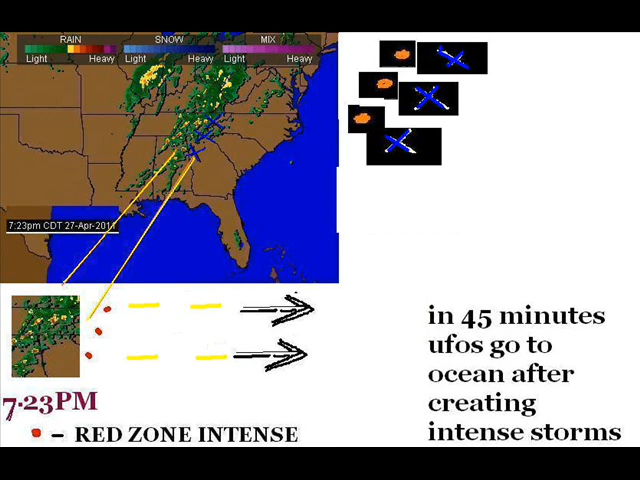 RAIN SNOW MIX
Light Heavy Light Heavy Light Heavy
7:23pm CDT 27-Apr-2011
in 45 minutes
ufos go to
ocean after
creating
intense storms
7.23PM
- RED ZONE INTENSE